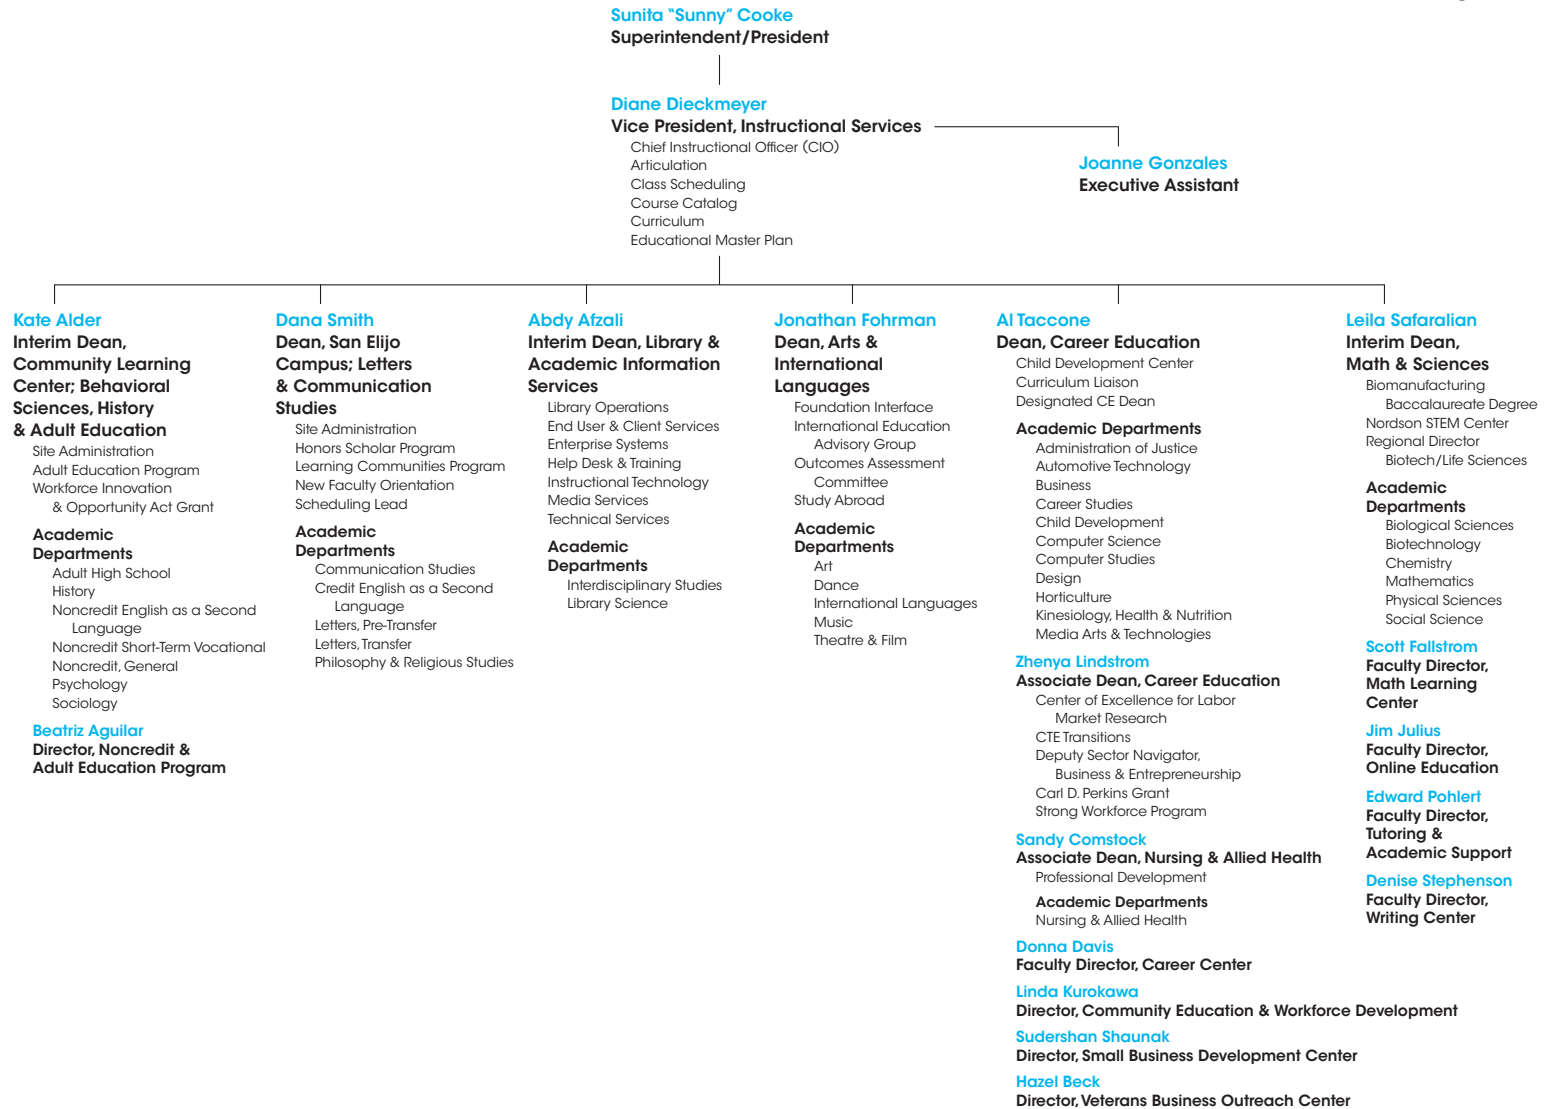 Sunita “Sunny” Cooke
Superintendent/President
Diane Dieckmeyer
Vice President, Instructional Services
Chief Instructional Officer (CIO)
Articulation
Class Scheduling
Course Catalog
Curriculum
Educational Master Plan
Joanne Gonzales
Executive Assistant
Kate Alder
Interim Dean,
Community Learning
Center; Behavioral
Sciences, History
& Adult Education
Site Administration
Adult Education Program
Workforce Innovation
& Opportunity Act Grant
Academic
Departments
Adult High School
History
Noncredit English as a Second
Language
Noncredit Short-Term Vocational
Noncredit, General
Psychology
Sociology
Beatriz Aguilar
Director, Noncredit &
Adult Education Program
Dana Smith
Dean, San Elijo
Campus; Letters
& Communication
Studies
Site Administration
Honors Scholar Program
Learning Communities Program
New Faculty Orientation
Scheduling Lead
Academic
Departments
Communication Studies
Credit English as a Second
Language
Letters, Pre-Transfer
Letters, Transfer
Philosophy & Religious Studies
Abdy Afzali
Interim Dean, Library &
Academic Information
Services
Library Operations
End User & Client Services
Enterprise Systems
Help Desk & Training
Instructional Technology
Media Services
Technical Services
Academic
Departments
Interdisciplinary Studies
Library Science
Jonathan Fohrman
Dean, Arts &
International
Languages
Foundation Interface
International Education
Advisory Group
Outcomes Assessment
Committee
Study Abroad
Academic
Departments
Art
Dance
International Languages
Music
Theatre & Film
Al Taccone
Dean, Career Education
Child Development Center
Curriculum Liaison
Designated CE Dean
Academic Departments
Administration of Justice
Automotive Technology
Business
Career Studies
Child Development
Computer Science
Computer Studies
Design
Horticulture
Kinesiology, Health & Nutrition
Media Arts & Technologies
Zhenya Lindstrom
Associate Dean, Career Education
Center of Excellence for Labor
Market Research
CTE Transitions
Deputy Sector Navigator,
Business & Entrepreneurship
Carl D. Perkins Grant
Strong Workforce Program
Sandy Comstock
Associate Dean, Nursing & Allied Health
Professional Development
Academic Departments
Nursing & Allied Health
Donna Davis
Faculty Director, Career Center
Linda Kurokawa
Director, Community Education & Workforce Development
Sudershan Shaunak
Director, Small Business Development Center
Hazel Beck
Director, Veterans Business Outreach Center
Leila Safaralian
Interim Dean,
Math & Sciences
Biomanufacturing
Baccalaureate Degree
Nordson STEM Center
Regional Director
Biotech/Life Sciences
Academic
Departments
Biological Sciences
Biotechnology
Chemistry
Mathematics
Physical Sciences
Social Science
Scott Fallstrom
Faculty Director,
Math Learning
Center
Jim Julius
Faculty Director,
Online Education
Edward Pohlert
Faculty Director,
Tutoring &
Academic Support
Denise Stephenson
Faculty Director,
Writing Center